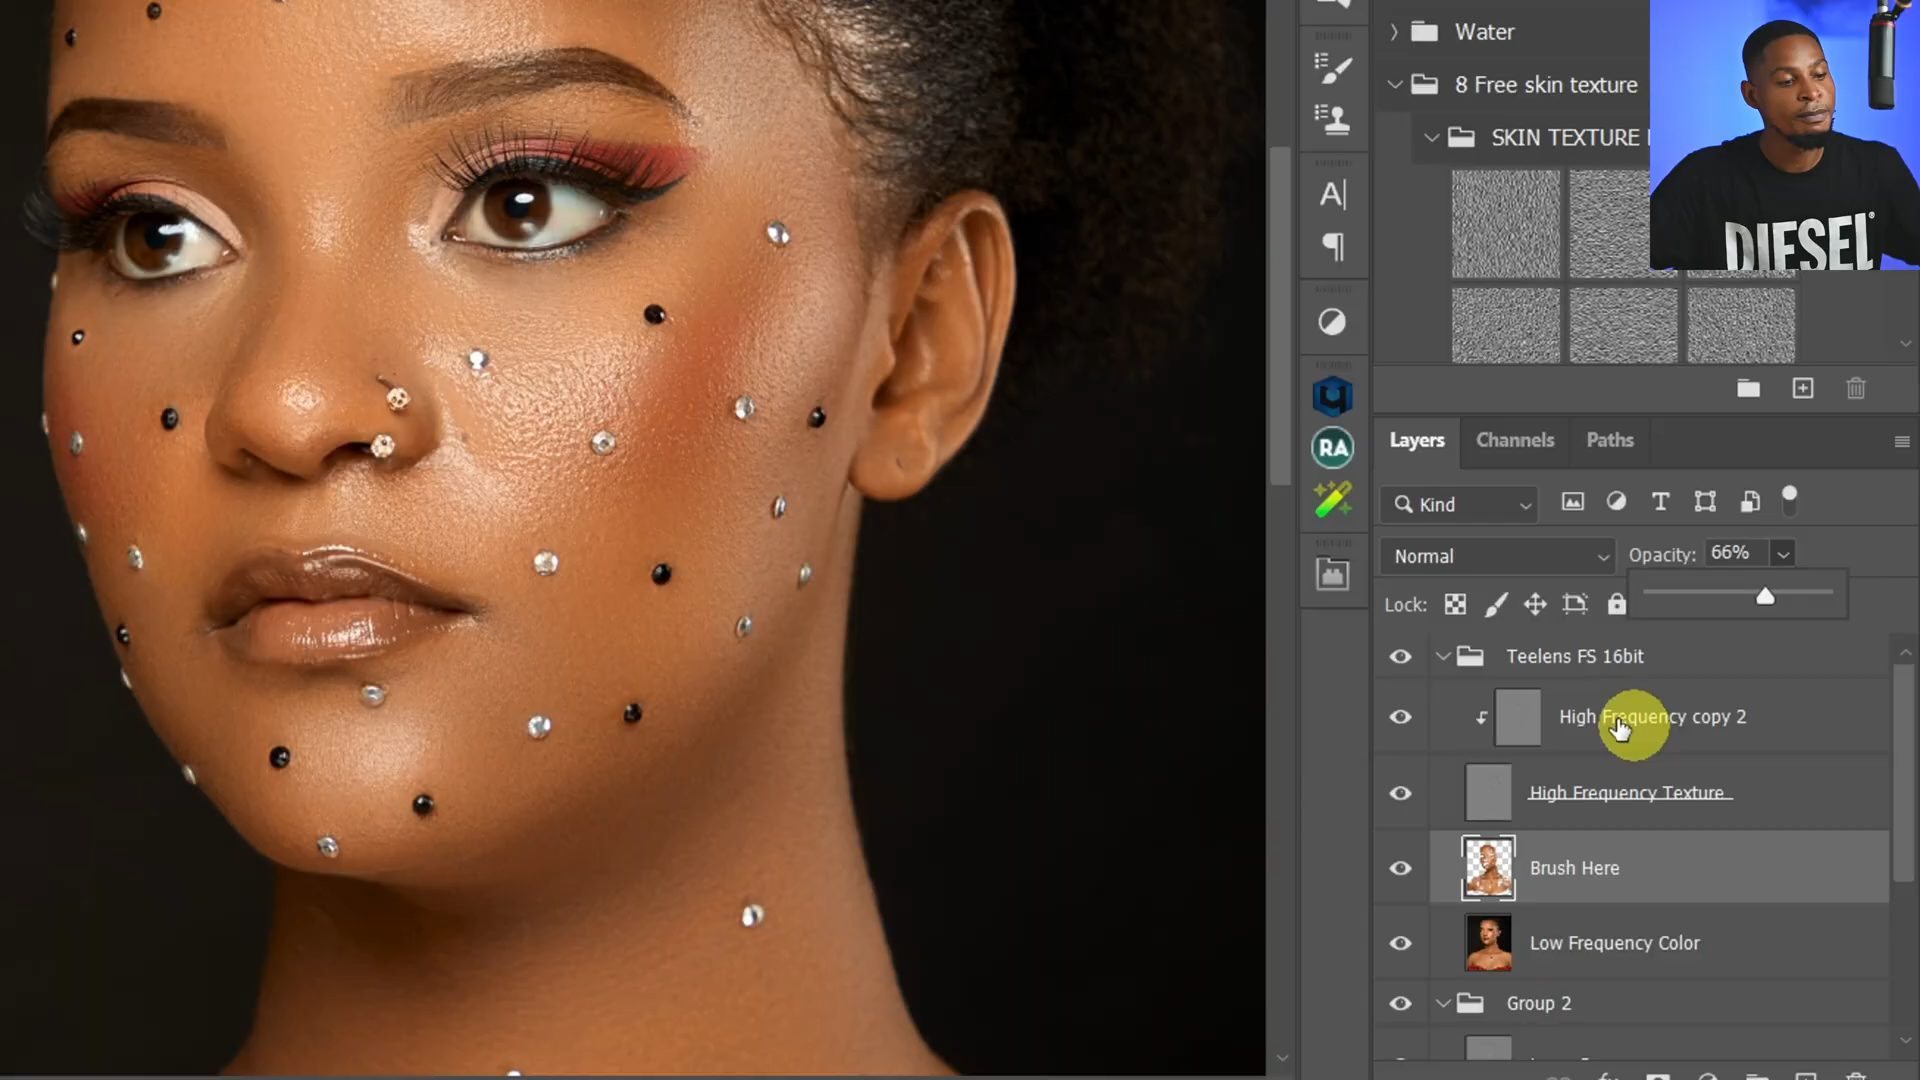 Water
8 Free skin texture
SKIN TEXTURE
DIESEL
A|
RA
Layers
Channels
Paths
Kind
Normal
Opacity: 66%
Lock:
Teelens FS 16bit
High Frequency copy 2
High Frequency Texture
Brush Here
Low Frequency Color
Group 2